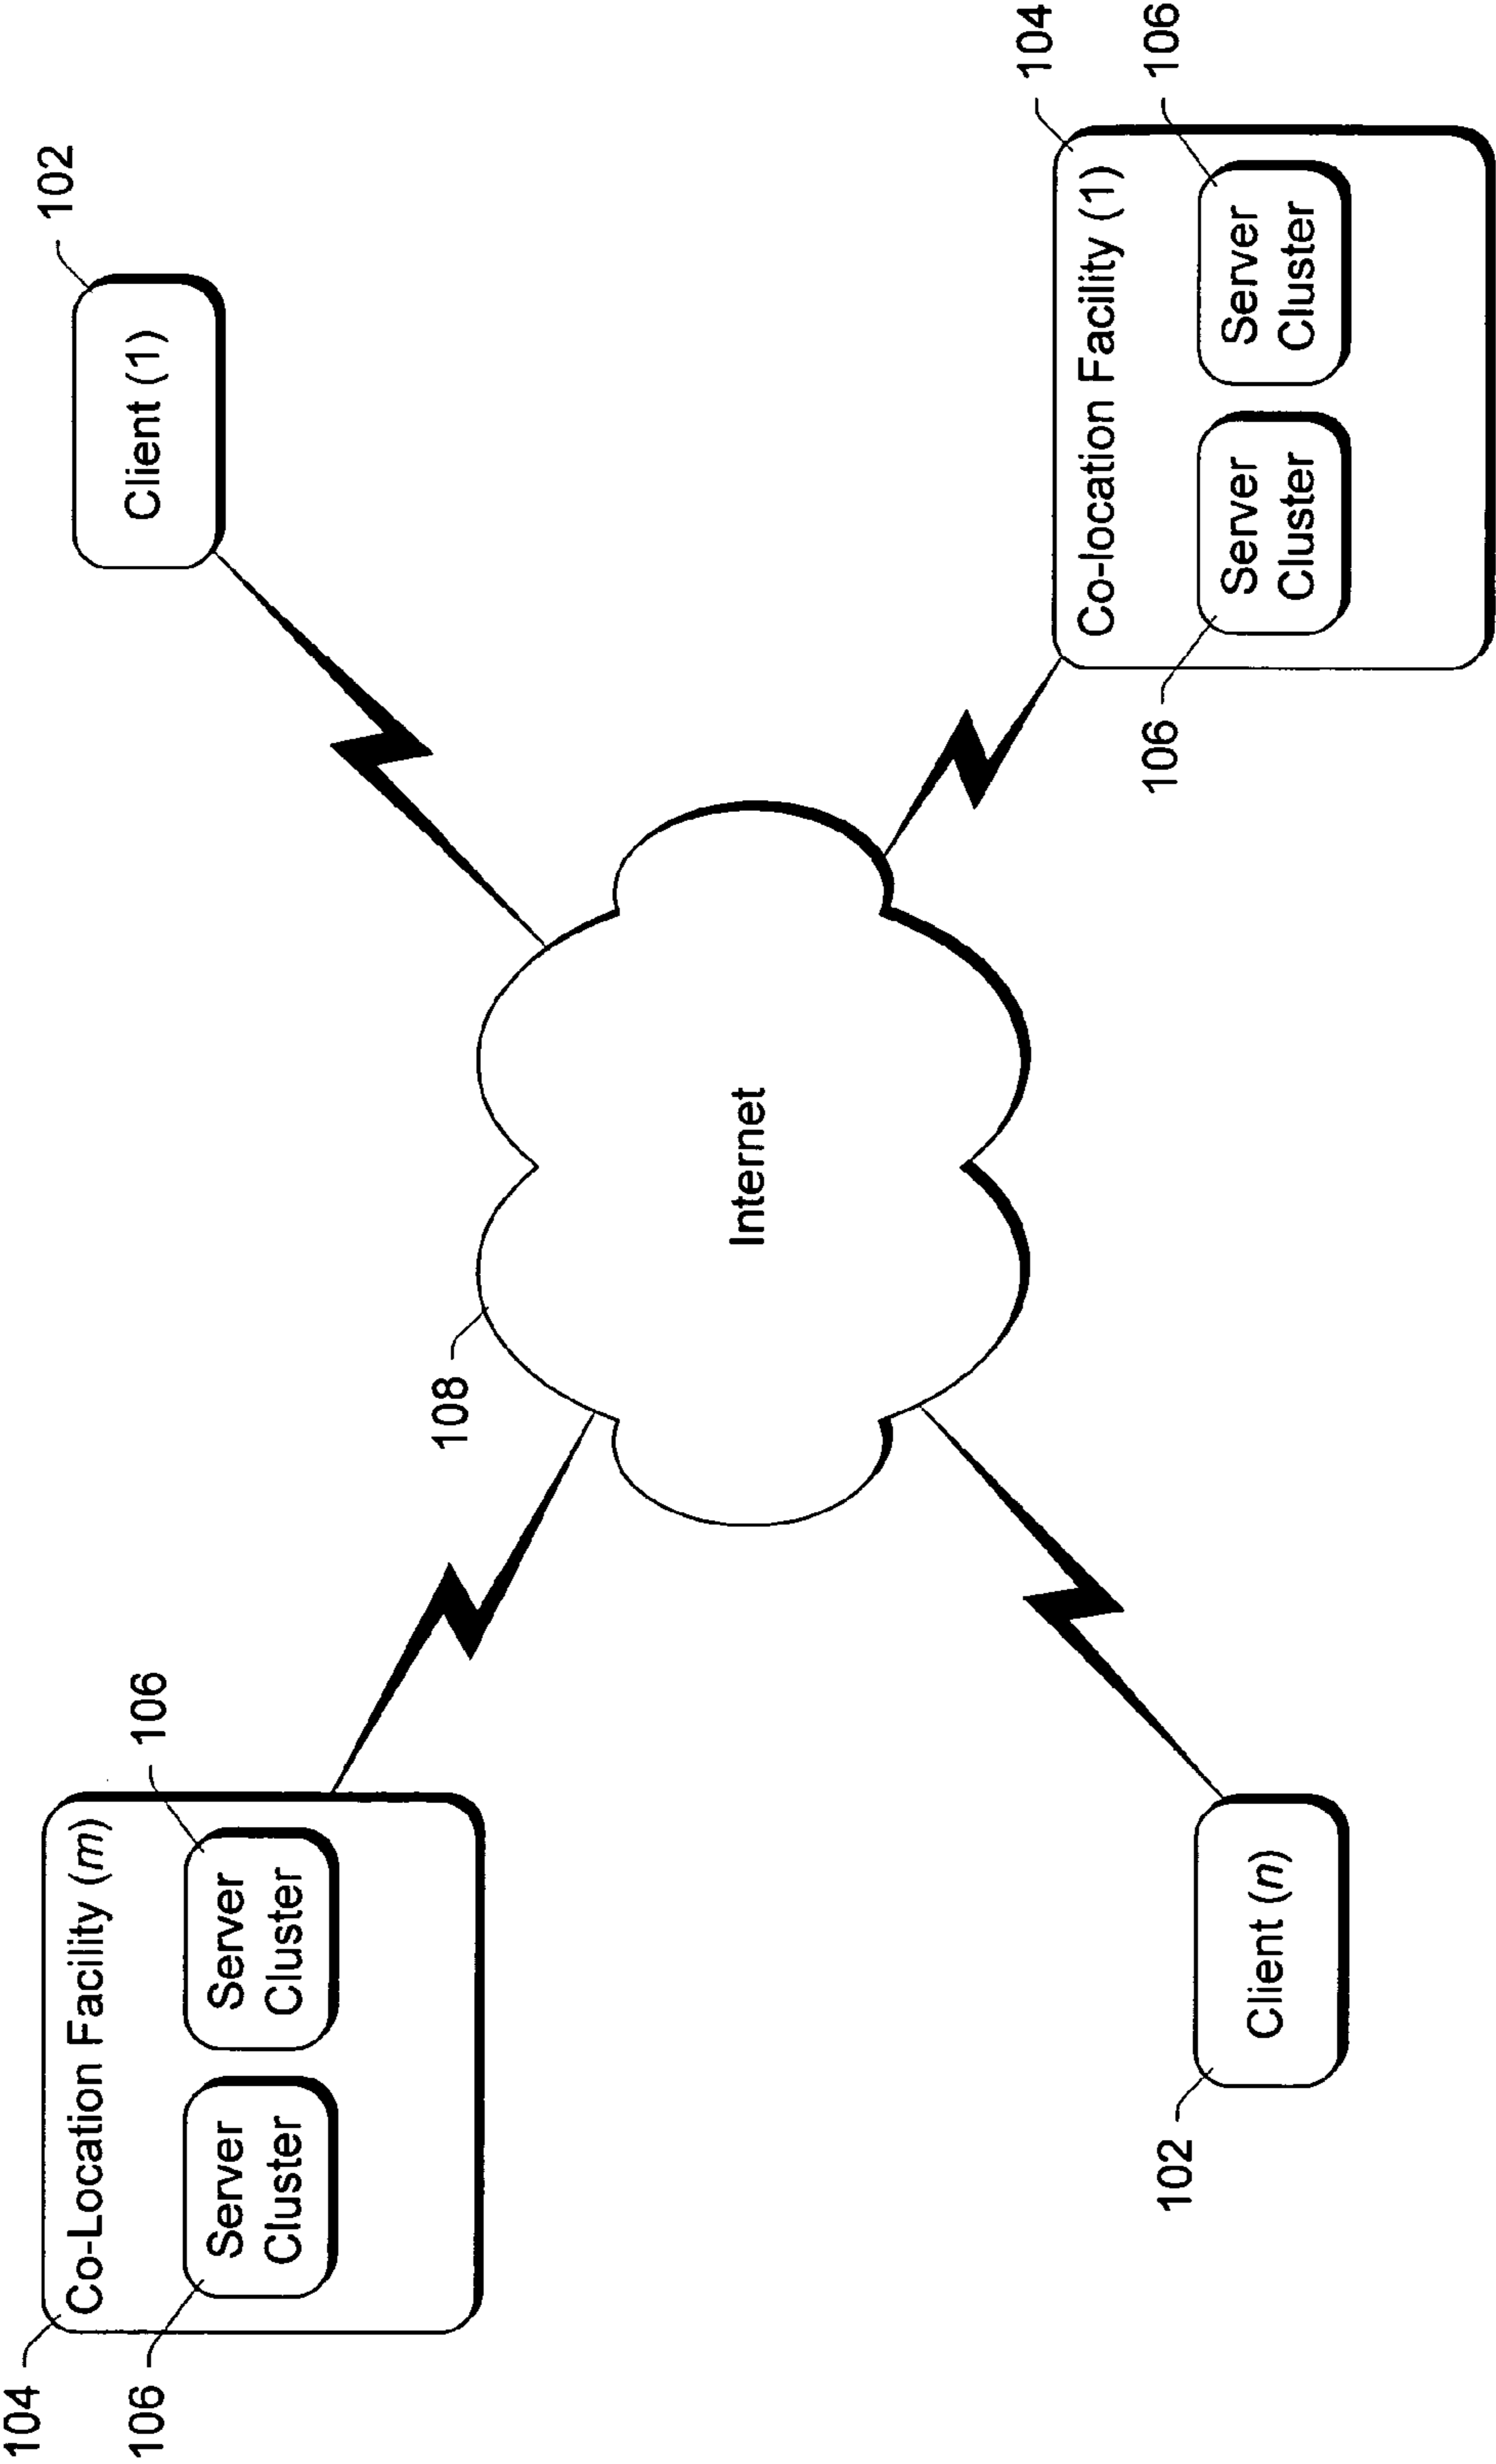 104
Co-Location Facility (m)
106
106
Server
Cluster
Server
Cluster
102
Client (1)
108
Internet
104
Co-location Facility (1)
106
106
Server
Cluster
Server
Cluster
102
Client (n)